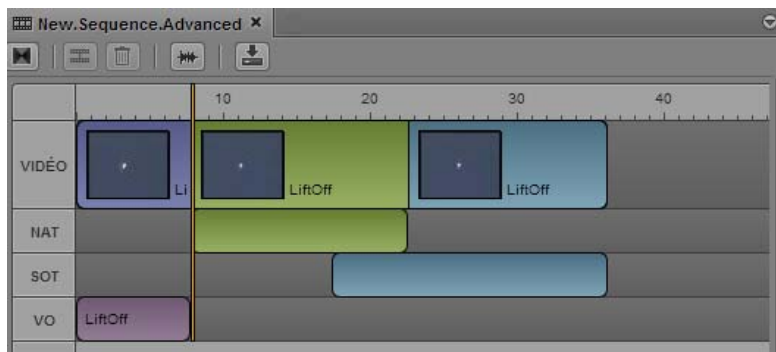 New.Sequence.Advanced
10 20 30 40
VIDÉO Li LiftOff LiftOff
NAT
SOT
VO LiftOff